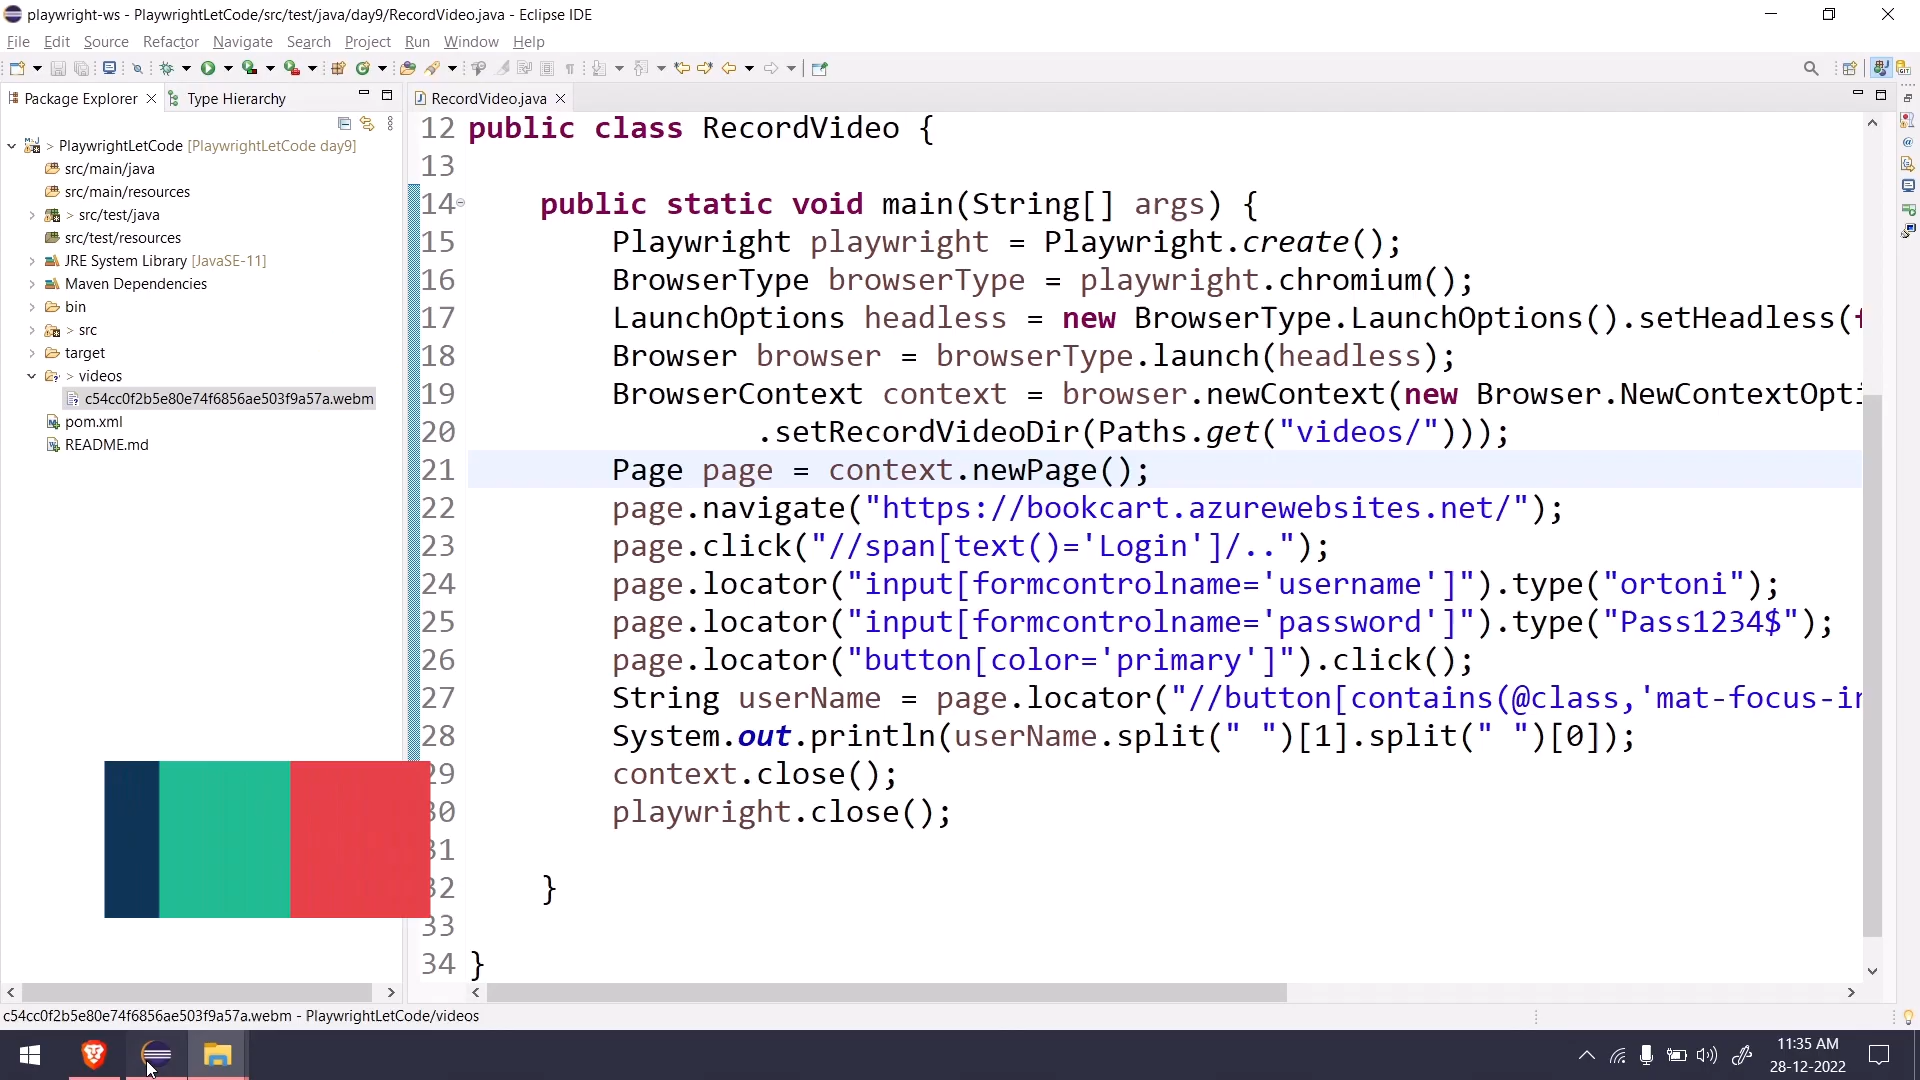 playwright-ws - PlaywrightLetCode/src/test/java/day9/RecordVideo.java - Eclipse IDE
File Edit Source Refactor Navigate Search Project Run Window Help
Package Explorer Type Hierarchy
RecordVideo.java
> PlaywrightLetCode [PlaywrightLetCode day9]
src/main/java
src/main/resources
> src/test/java
src/test/resources
JRE System Library [JavaSE-11]
Maven Dependencies
bin
> src
target
> videos
c54cc0f2b5e80e74f6856ae503f9a57a.webm
pom.xml
README.md
12 public class RecordVideo {
13
14 public static void main(String[] args) {
15 Playwright playwright = Playwright.create();
16 BrowserType browserType = playwright.chromium();
17 LaunchOptions headless = new BrowserType.LaunchOptions().setHeadless(
18 Browser browser = browserType.launch(headless);
19 BrowserContext context = browser.newContext(new Browser.NewContextOpti
20 .setRecordVideoDir(Paths.get("videos/")));
21 Page page = context.newPage();
22 page.navigate("https://bookcart.azurewebsites.net/");
23 page.click("//span[text()='Login']/..");
24 page.locator("input[formcontrolname='username']").type("ortoni");
25 page.locator("input[formcontrolname='password']").type("Pass1234$");
26 page.locator("button[color='primary']").click();
27 String userName = page.locator("//button[contains(@class,'mat-focus-in
28 System.out.println(userName.split(" ")[1].split(" ")[0]);
29 context.close();
30 playwright.close();
31
32 }
33
34 }
c54cc0f2b5e80e74f6856ae503f9a57a.webm - PlaywrightLetCode/videos
11:35 AM
28-12-2022